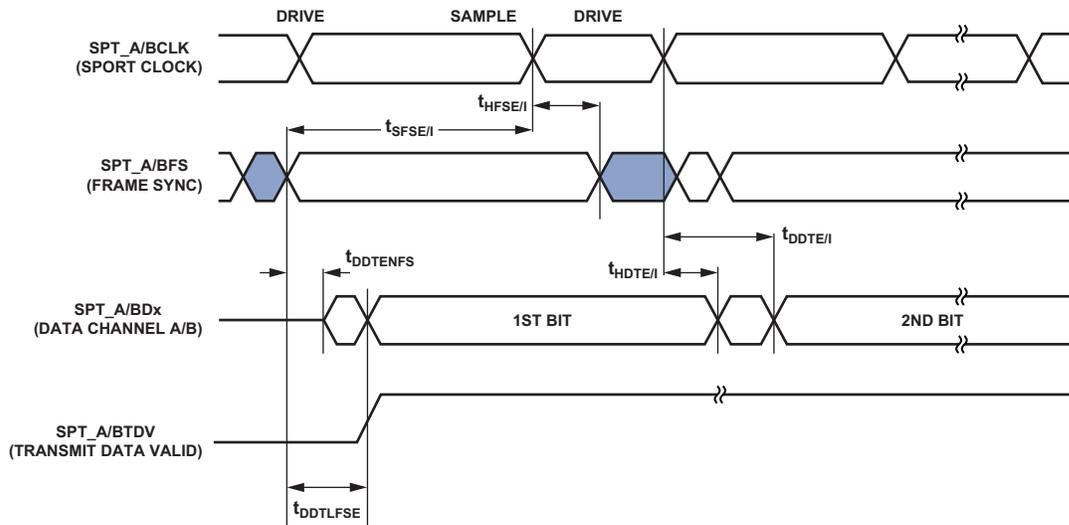 DRIVE SAMPLE DRIVE
SPT_A/BCLK
(SPORT CLOCK)
tHFSE/I
tSFSE/I
SPT_A/BFS
(FRAME SYNC)
tDDTE/I
tDDTENFS
tHDTE/I
SPT_A/BDx
(DATA CHANNEL A/B)
1ST BIT 2ND BIT
SPT_A/BTDV
(TRANSMIT DATA VALID)
tDDTLFSE